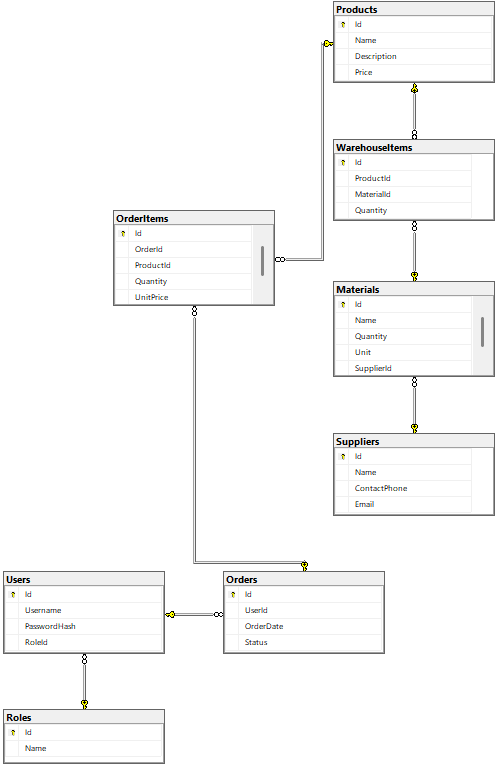 Products
Id
Name
Description
Price
WarehouseItems
Id
ProductId
MaterialId
Quantity
OrderItems
Id
OrderId
ProductId
Quantity
UnitPrice
Materials
Id
Name
Quantity
Unit
SupplierId
Suppliers
Id
Name
ContactPhone
Email
Users
Id
Username
PasswordHash
RoleId
Orders
Id
UserId
OrderDate
Status
Roles
Id
Name